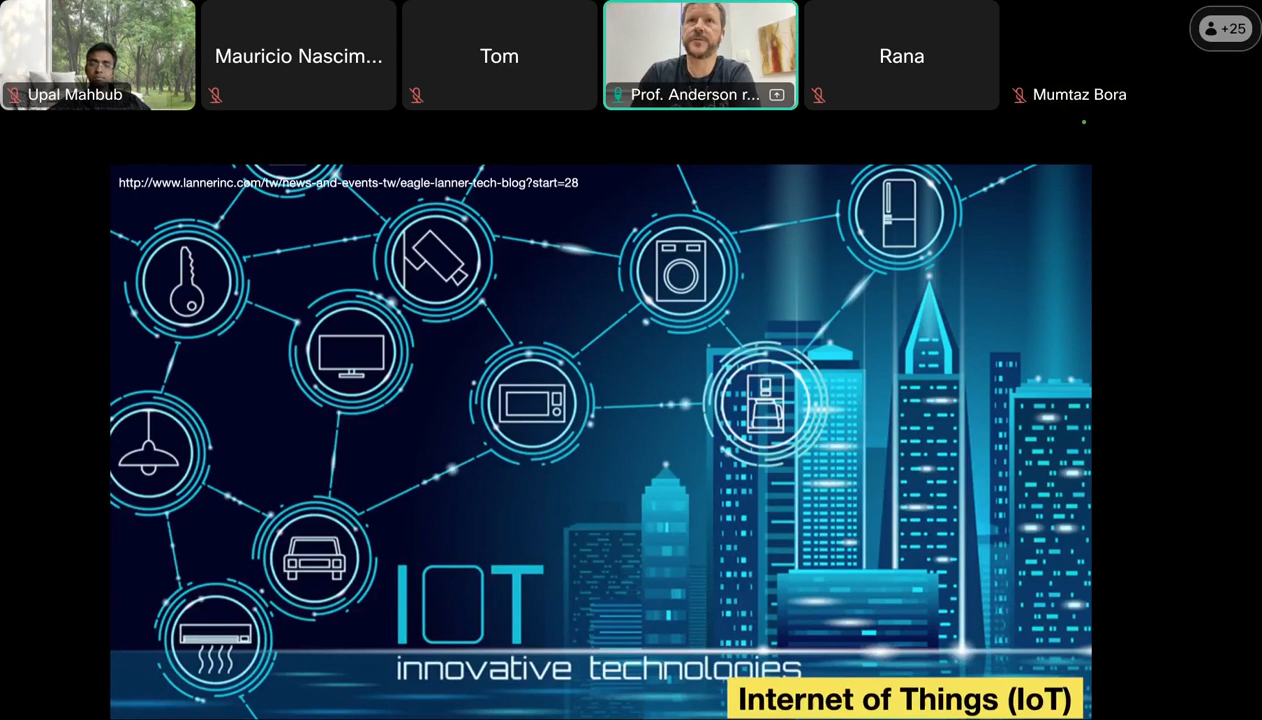 Mauricio Nascim...
Tom
Rana
+25
Upal Mahbub
Prof. Anderson r...
Mumtaz Bora
http://www.lannerinc.com/tw/news-and-events-tw/eagle-lanner-tech-blog?start=28
IOT
innovative technologies
Internet of Things (IoT)